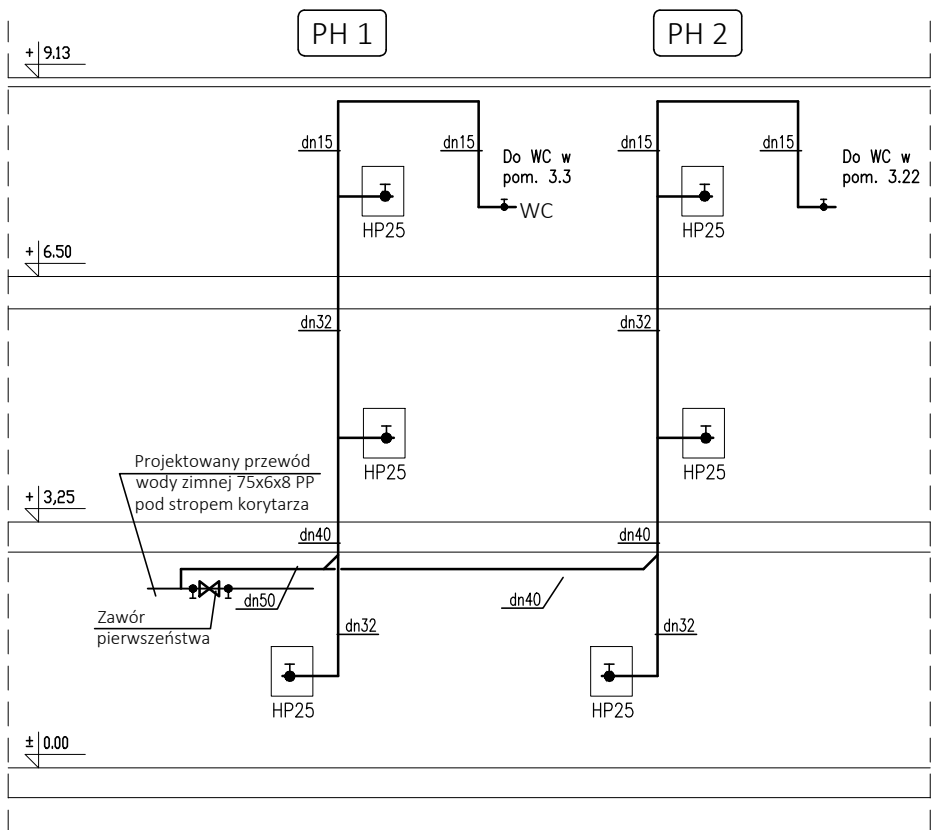 PH 1
PH 2
+ 9.13
dn15
dn15
Do WC w
pom. 3.3
dn15
dn15
Do WC w
pom. 3.22
WC
HP25
HP25
+ 6.50
dn32
dn32
HP25
HP25
Projektowany przewód
wody zimnej 75x6x8 PP
pod stropem korytarza
+ 3,25
dn40
dn40
dn50
dn40
Zawór
pierwszeństwa
dn32
dn32
HP25
HP25
± 0.00